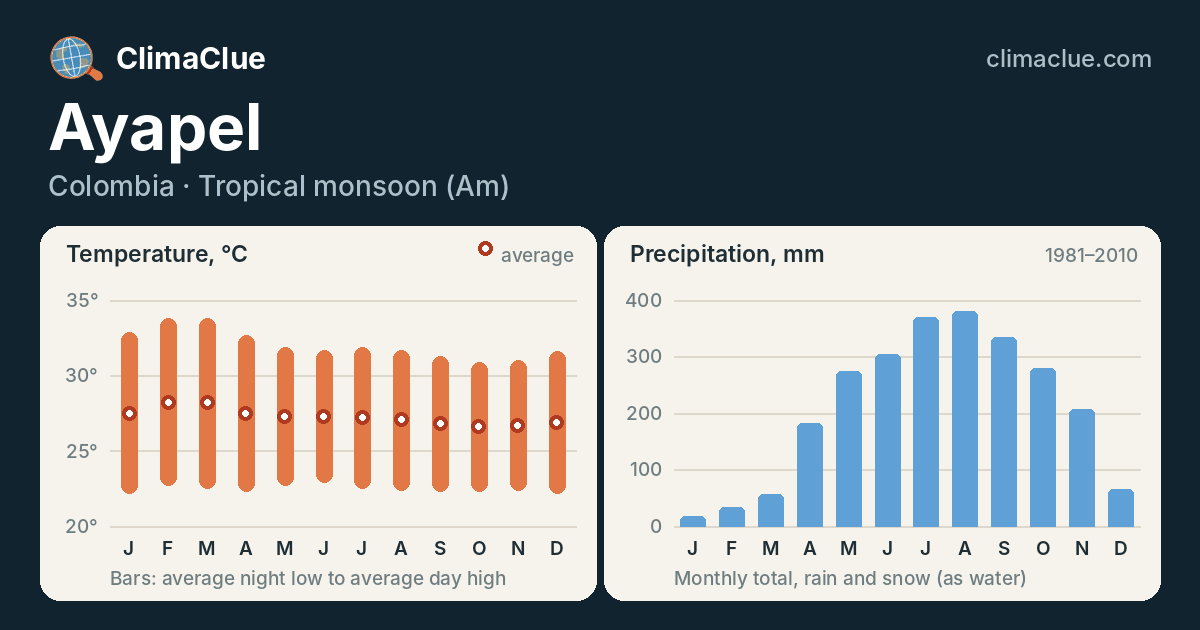 ClimaClue
climaclue.com
Ayapel
Colombia · Tropical monsoon (Am)
Temperature, °C
average
35°
30°
25°
20°
J F M A M J J A S O N D
Bars: average night low to average day high
Precipitation, mm
1981–2010
400
300
200
100
0
J F M A M J J A S O N D
Monthly total, rain and snow (as water)